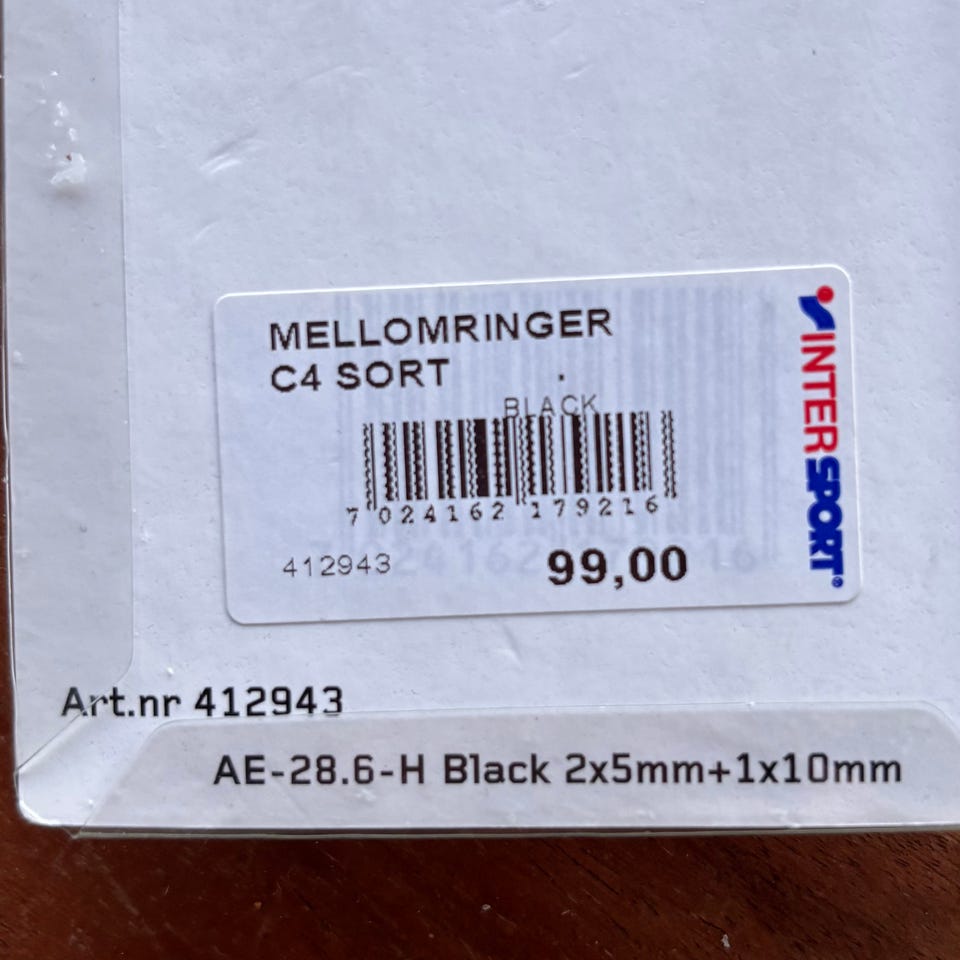 MELLOMRINGER
C4 SORT
BLACK
7 024162 179216
412943
99,00
INTERSPORT®
Art.nr 412943
AE-28.6-H Black 2x5mm+1x10mm